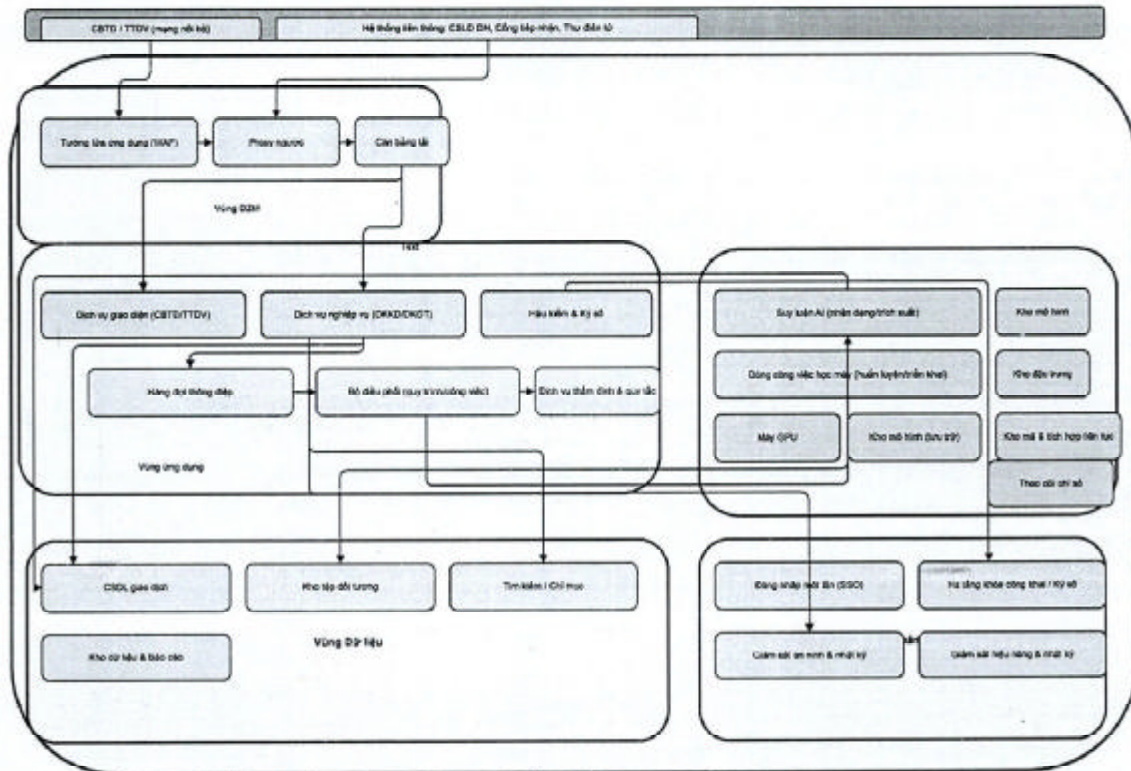 CBTD / TTDV (mạng nội bộ)
Hệ thống liên thông: CSLD DN, Cổng tiếp nhận, Thư điện tử
Tường lửa ứng dụng (WAF)
Proxy ngược
Cân bằng tải
Vùng DZM
Text
Dịch vụ giao diện (CBTD/TTDV)
Dịch vụ nghiệp vụ (ĐKKD/ĐKGT)
Hậu kiểm & Ký số
Hàng đợi thông điệp
Bộ điều phối (quy trình/công việc)
Dịch vụ thẩm định & quy tắc
Vùng ứng dụng
Suy luận AI (nhận dạng/trích xuất)
Kho mô hình
Dòng công việc học máy (huấn luyện/triển khai)
Kho đặc trưng
Máy GPU
Kho mô hình (lưu trữ)
Kho mã & tích hợp liên tục
Theo dõi chỉ số
CSDL giao dịch
Kho tệp đối tượng
Tìm kiếm / Chỉ mục
Kho dữ liệu & Báo cáo
Vùng Dữ liệu
Đăng nhập một lần (SSO)
Hạ tầng khóa công khai / Ký số
Giám sát an ninh & nhật ký
Giám sát hiệu năng & nhật ký